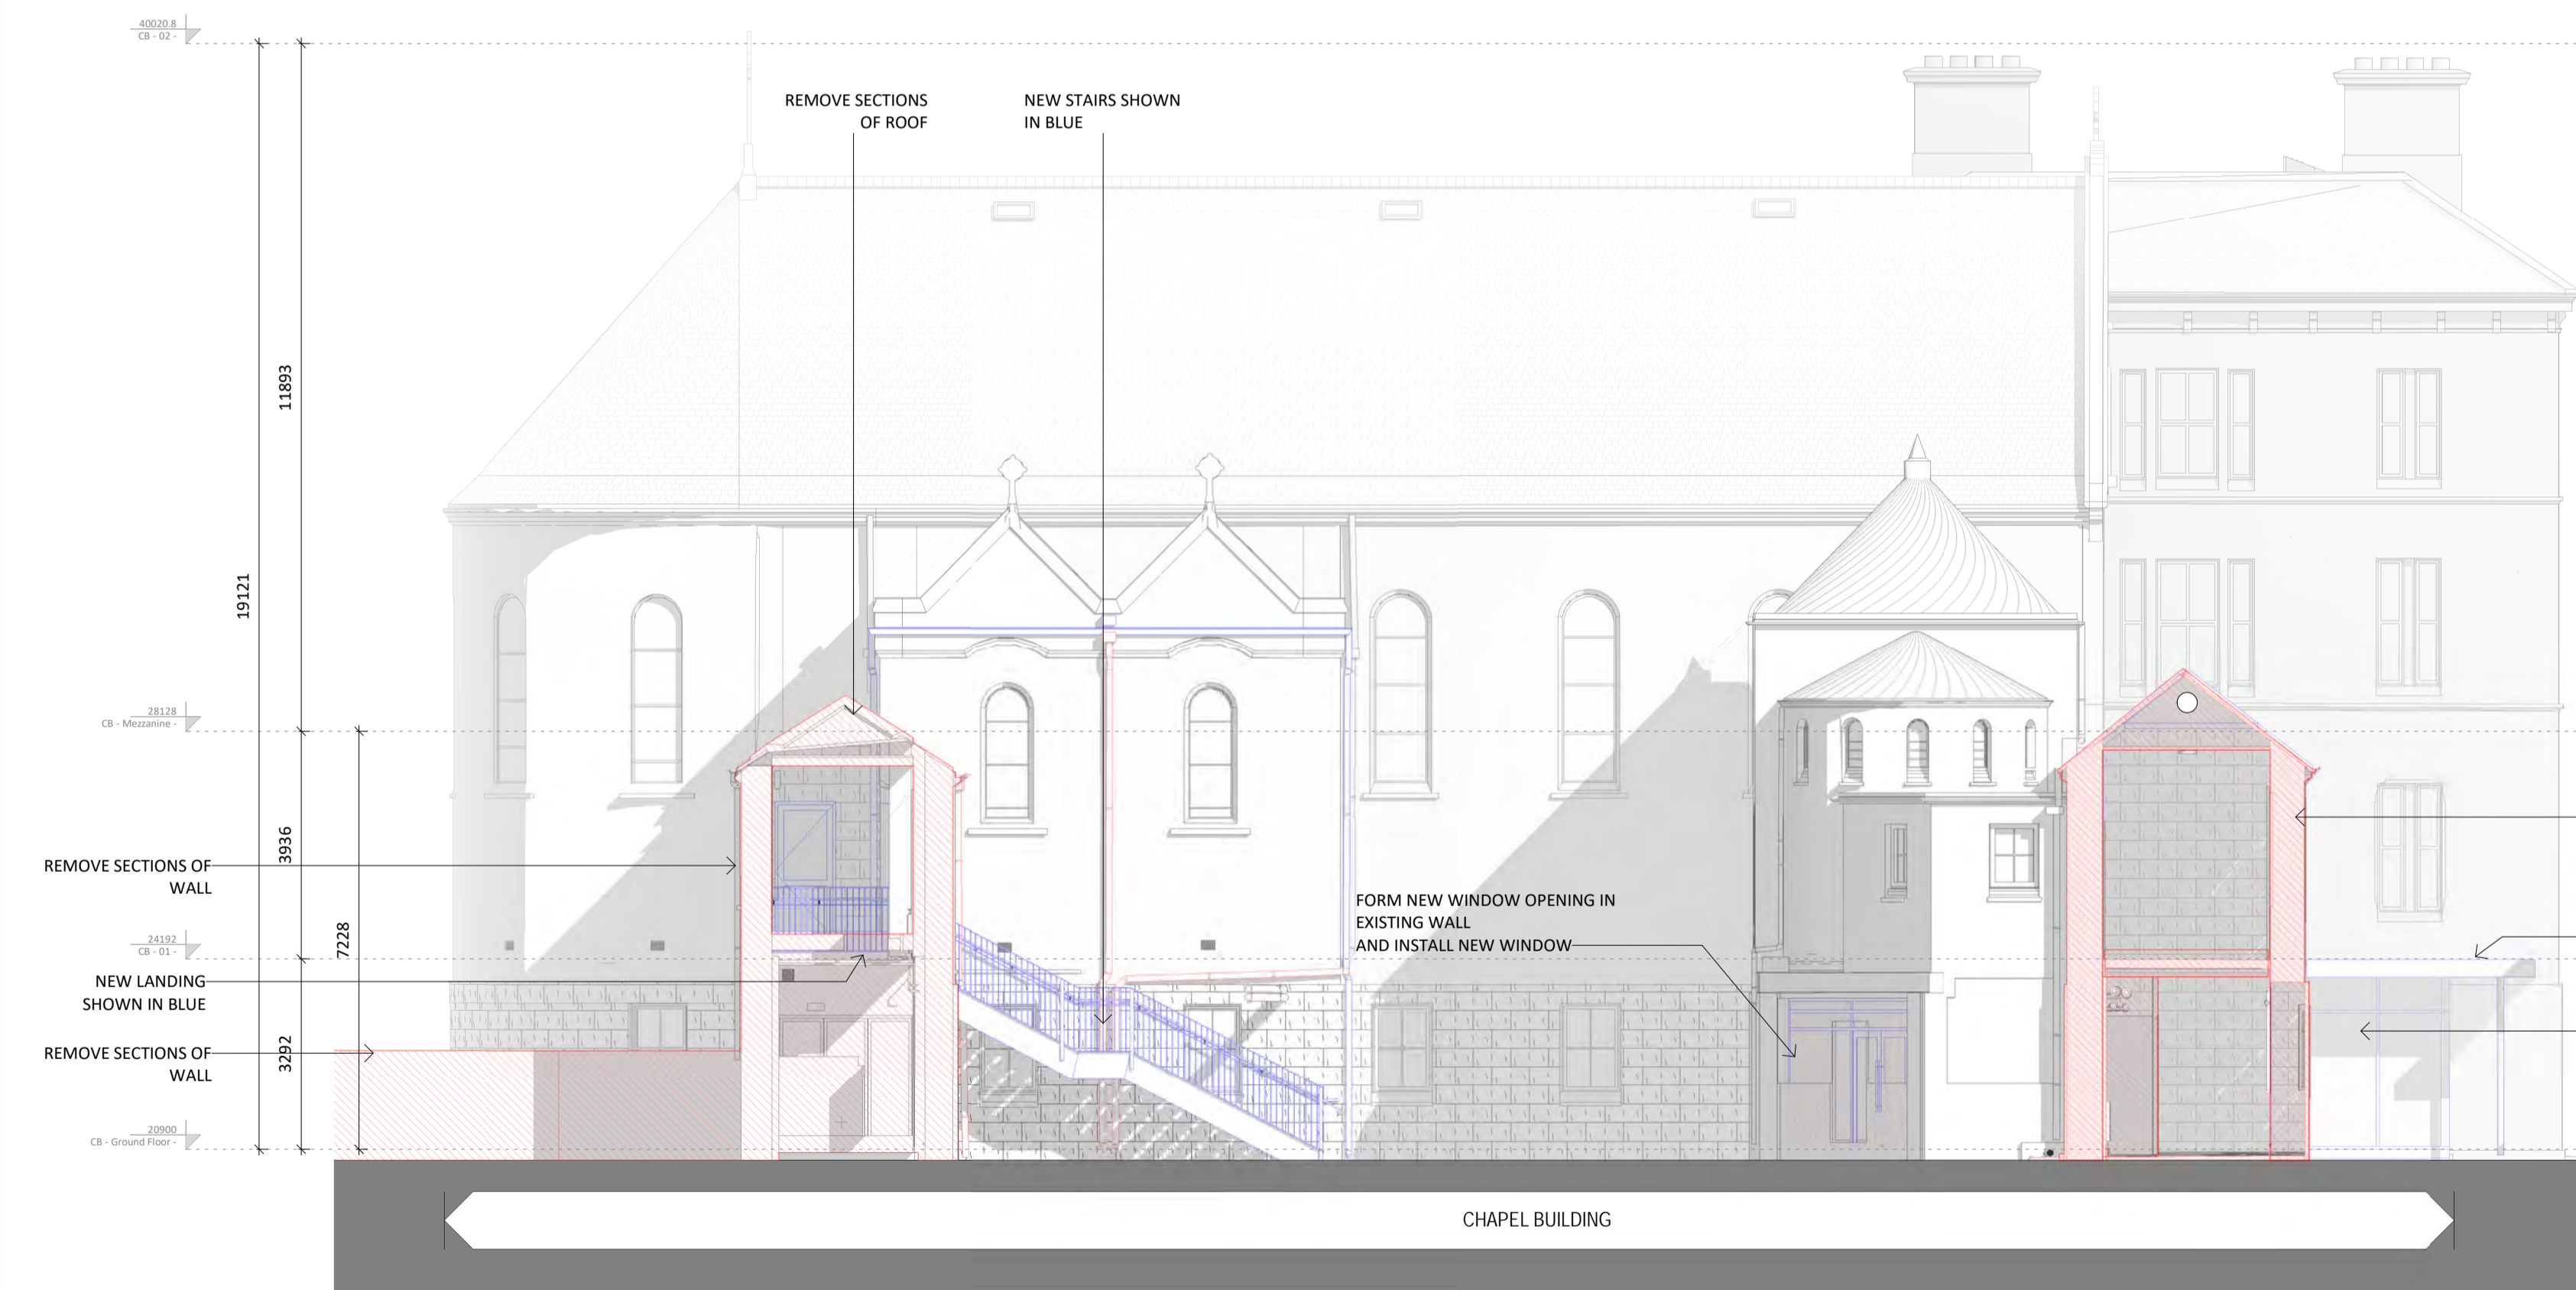 40020.8
CB - 02 -
REMOVE SECTIONS
OF ROOF
NEW STAIRS SHOWN
IN BLUE
11893
19121
28128
CB - Mezzanine -
3936
REMOVE SECTIONS OF
WALL
FORM NEW WINDOW OPENING IN
EXISTING WALL
AND INSTALL NEW WINDOW
7228
24192
CB - 01 -
NEW LANDING
SHOWN IN BLUE
REMOVE SECTIONS OF
WALL
3292
20900
CB - Ground Floor -
CHAPEL BUILDING